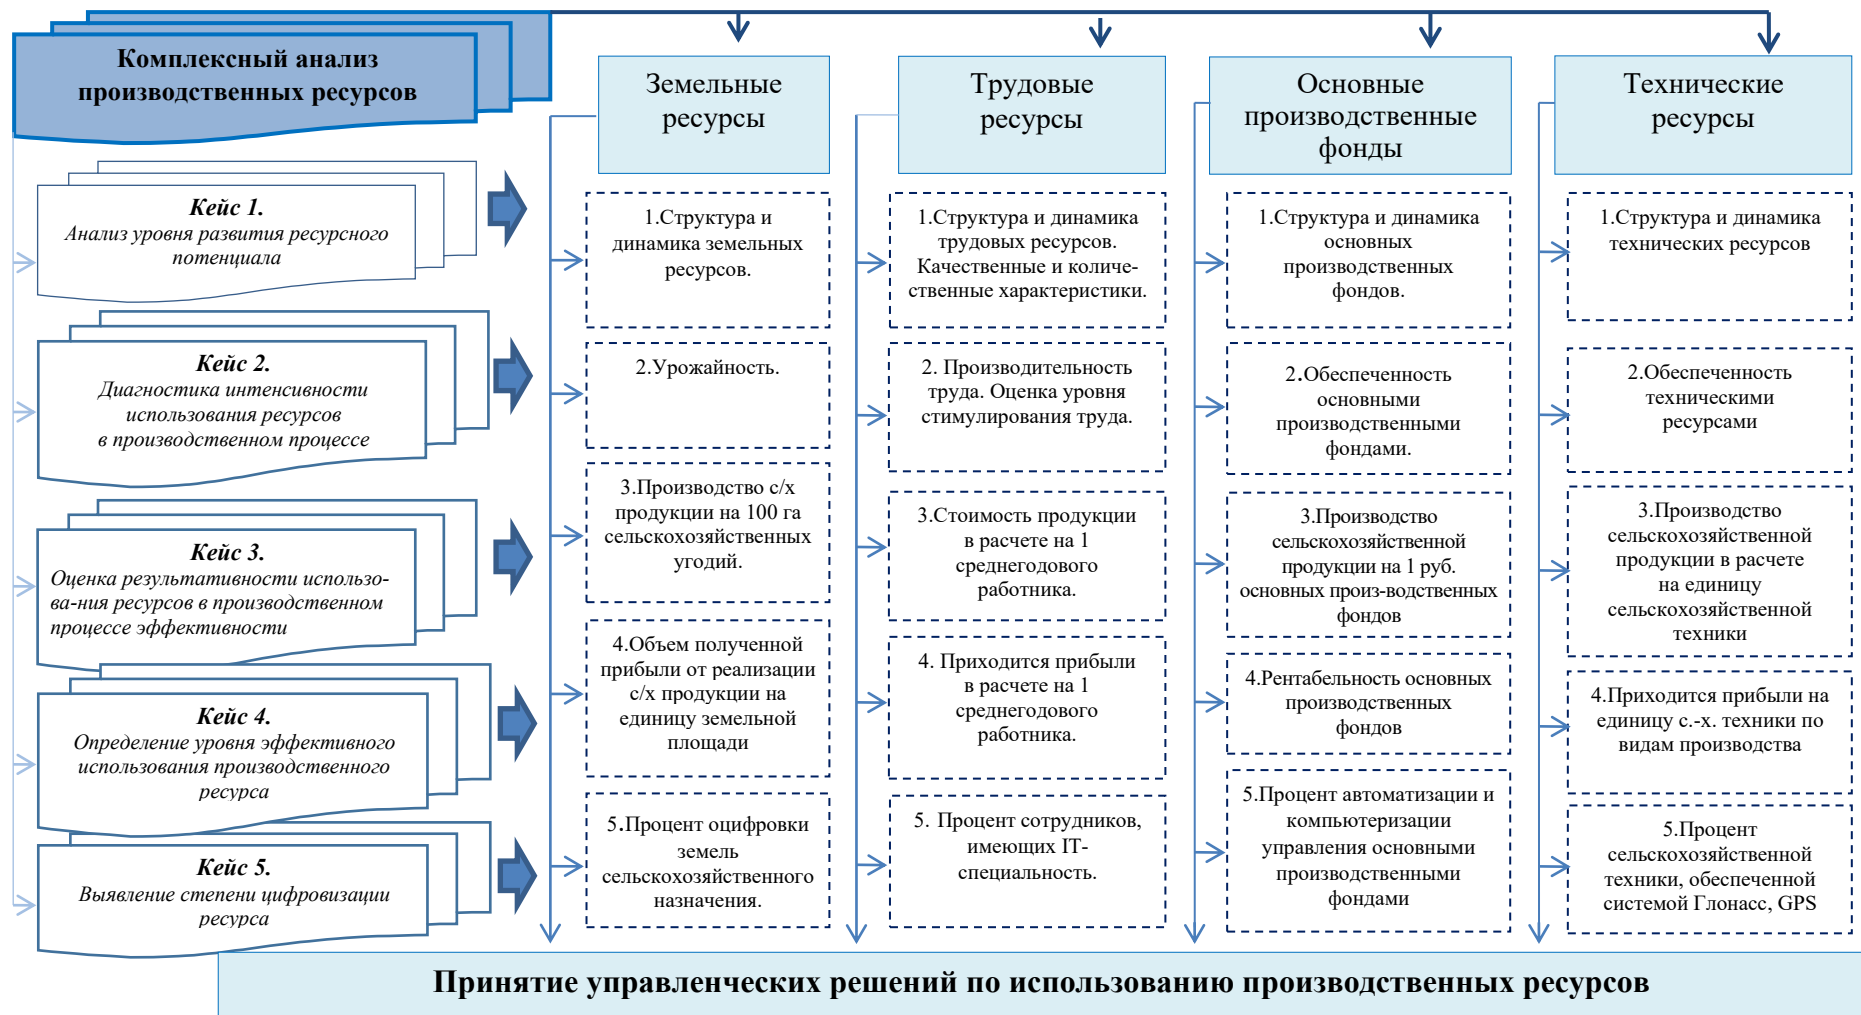 Комплексный анализ
производственных ресурсов
Земельные
ресурсы
Трудовые
ресурсы
Основные
производственные
фонды
Технические
ресурсы
Кейс 1.
Анализ уровня развития ресурсного
потенциала
1.Структура и
динамика земельных
ресурсов.
1.Структура и динамика
трудовых ресурсов.
Качественные и количе-
ственные характеристики.
1.Структура и динамика
основных
производственных
фондов.
1.Структура и динамика
технических ресурсов
Кейс 2.
Диагностика интенсивности
использования ресурсов
в производственном процессе
2.Урожайность.
2. Производительность
труда. Оценка уровня
стимулирования труда.
2.Обеспеченность
основными
производственными
фондами.
2.Обеспеченность
техническими
ресурсами
Кейс 3.
Оценка результативности использо-
ва-ния ресурсов в производственном
процессе эффективности
3.Производство с/х
продукции на 100 га
сельскохозяйственных
угодий.
3.Стоимость продукции
в расчете на 1
среднегодового
работника.
3.Производство
сельскохозяйственной
продукции на 1 руб.
основных произ-водственных
фондов
3.Производство
сельскохозяйственной
продукции в расчете
на единицу
сельскохозяйственной
техники
Кейс 4.
Определение уровня эффективного
использования производственного
ресурса
4.Объем полученной
прибыли от реализации
с/х продукции на
единицу земельной
площади
4. Приходится прибыли
в расчете на 1
среднегодового
работника.
4.Рентабельность основных
производственных
фондов
4.Приходится прибыли на
единицу с.-х. техники по
видам производства
Кейс 5.
Выявление степени цифровизации
ресурса
5.Процент оцифровки
земель
сельскохозяйственного
назначения.
5. Процент сотрудников,
имеющих IT-
специальность.
5.Процент автоматизации и
компьютеризации
управления основными
производственными
фондами
5.Процент
сельскохозяйственной
техники, обеспеченной
системой Глонасс, GPS
Принятие управленческих решений по использованию производственных ресурсов